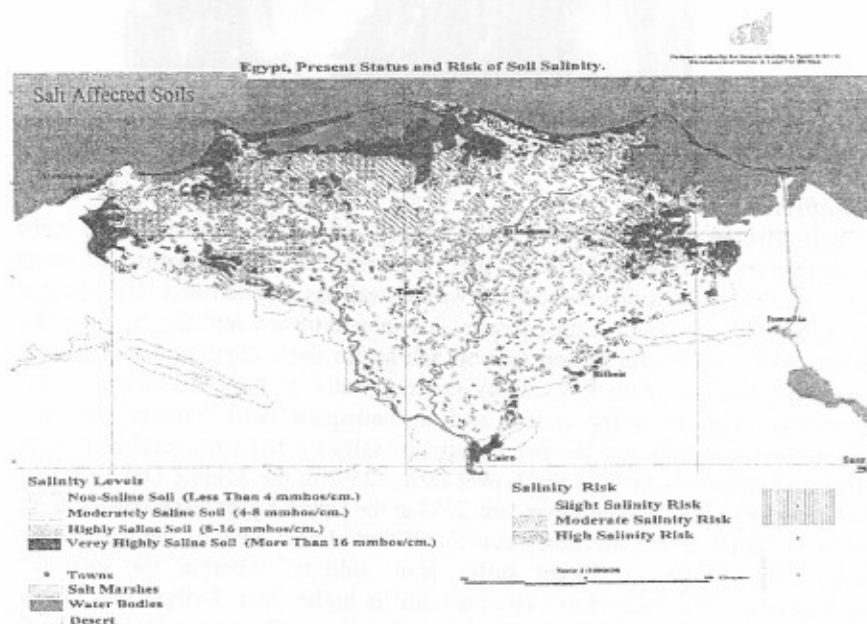 Egypt, Present Status and Risk of Soil Salinity.
Salt Affected Soils
Tanta
Ismailia
Bilbeis
Cairo
Suez
Salinity Levels
Non-Saline Soil (Less Than 4 mmhos/cm.)
Moderately Saline Soil (4-8 mmhos/cm.)
Highly Saline Soil (8-16 mmhos/cm.)
Verey Highly Saline Soil (More Than 16 mmhos/cm.)
Towns
Salt Marshes
Water Bodies
Desert
Salinity Risk
Slight Salinity Risk
Moderate Salinity Risk
High Salinity Risk